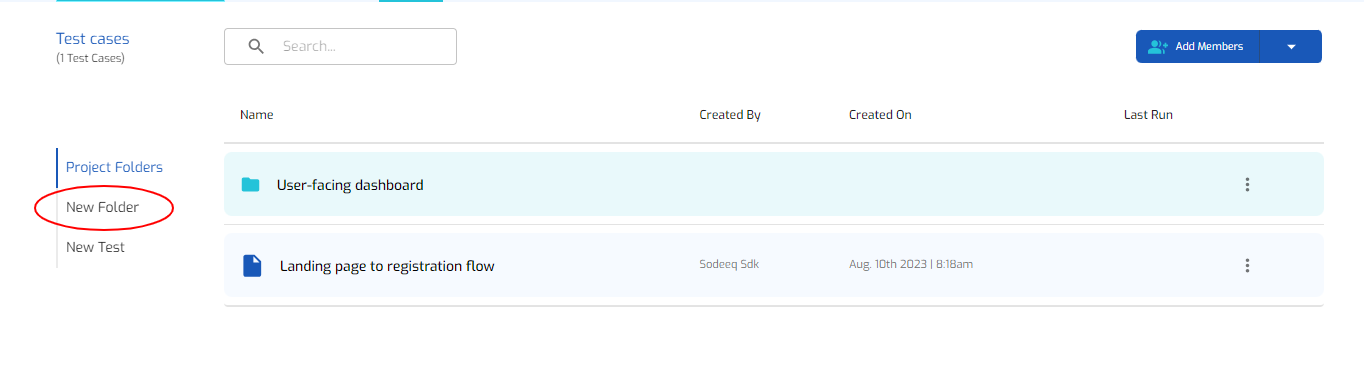 Test cases
(1 Test Cases)
Search...
Add Members
Name Created By Created On Last Run
Project Folders
New Folder
New Test
User-facing dashboard
Landing page to registration flow Sodeeq Sdk Aug. 10th 2023 | 8:18am